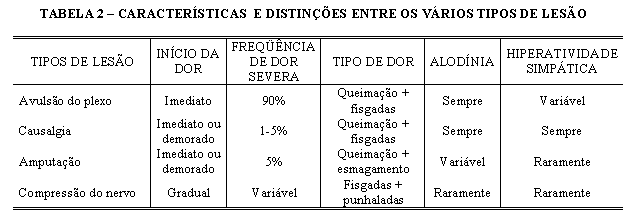 TABELA 2 – CARACTERÍSTICAS E DISTINÇÕES ENTRE OS VÁRIOS TIPOS DE LESÃO
TIPOS DE LESÃO INÍCIO DA DOR FREQÜÊNCIA DE DOR SEVERA TIPO DE DOR ALODÍNIA HIPERATIVIDADE SIMPÁTICA
Avulsão do plexo Imediato 90% Queimação + fisgadas Sempre Variável
Causalgia Imediato ou demorado 1-5% Queimação + fisgadas Sempre Sempre
Amputação Imediato ou demorado 5% Queimação + esmagamento Variável Raramente
Compressão do nervo Gradual Variável Fisgadas + punhaladas Raramente Raramente